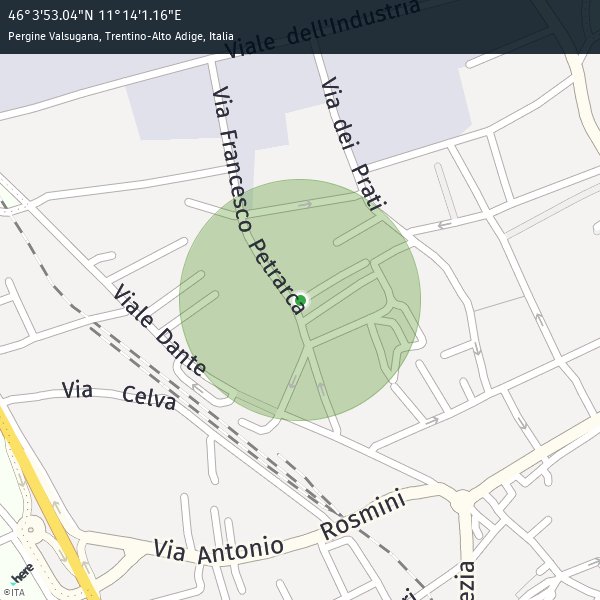 46°3'53.04"N 11°14'1.16"E
Pergine Valsugana, Trentino-Alto Adige, Italia
Viale dell'Industria
Via Francesco Petrarca
Via dei Prati
Viale Dante
Via Celva
Via Antonio Rosmini
ezia
ri
here
©ITA